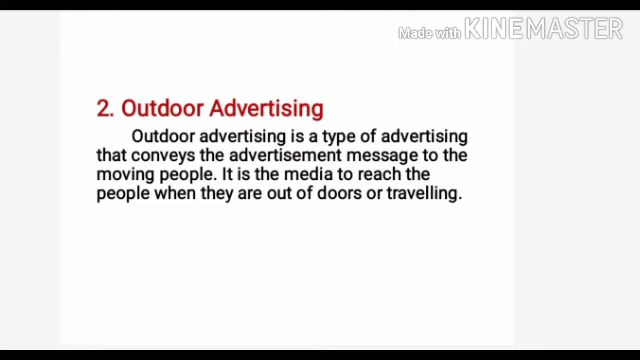 Made with KINEMASTER
2. Outdoor Advertising
Outdoor advertising is a type of advertising
that conveys the advertisement message to the
moving people. It is the media to reach the
people when they are out of doors or travelling.